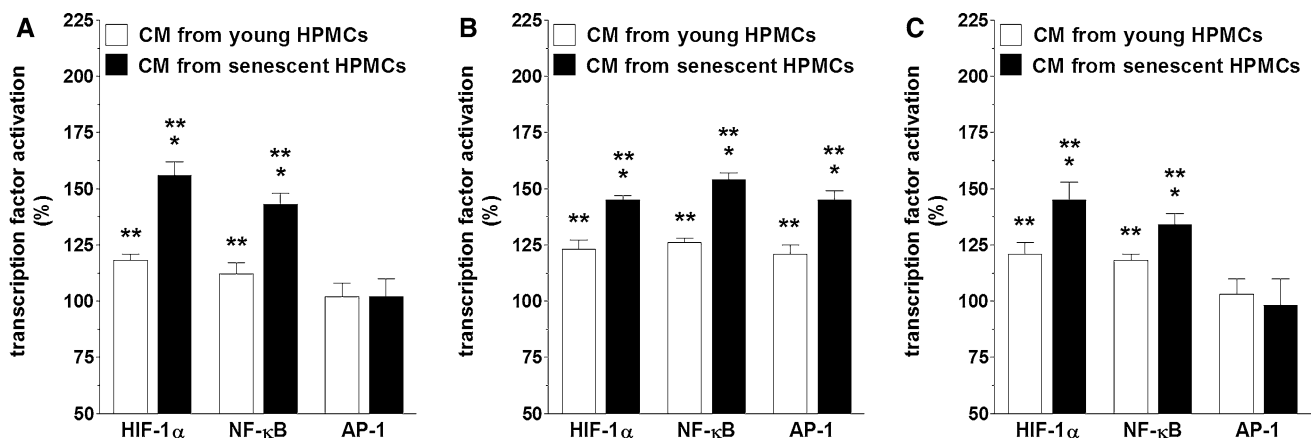 A
CM from young HPMCs
CM from senescent HPMCs
transcription factor activation
(%)
225
200
175
150
125
100
75
50
**
**
*
**
**
*
HIF-1α
NF-κB
AP-1
B
CM from young HPMCs
CM from senescent HPMCs
transcription factor activation
(%)
225
200
175
150
125
100
75
50
**
**
*
**
**
*
**
**
*
HIF-1α
NF-κB
AP-1
C
CM from young HPMCs
CM from senescent HPMCs
transcription factor activation
(%)
225
200
175
150
125
100
75
50
**
**
*
**
**
*
HIF-1α
NF-κB
AP-1